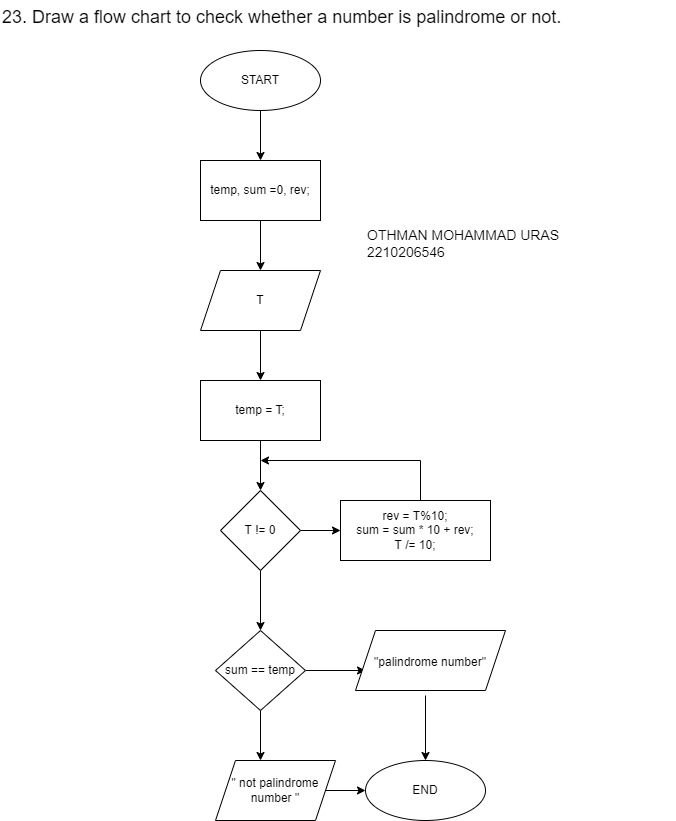 23. Draw a flow chart to check whether a number is palindrome or not.
START
temp, sum =0, rev;
OTHMAN MOHAMMAD URAS
2210206546
T
temp = T;
T != 0
rev = T%10;
sum = sum * 10 + rev;
T /= 10;
sum == temp
"palindrome number"
" not palindrome
number "
END